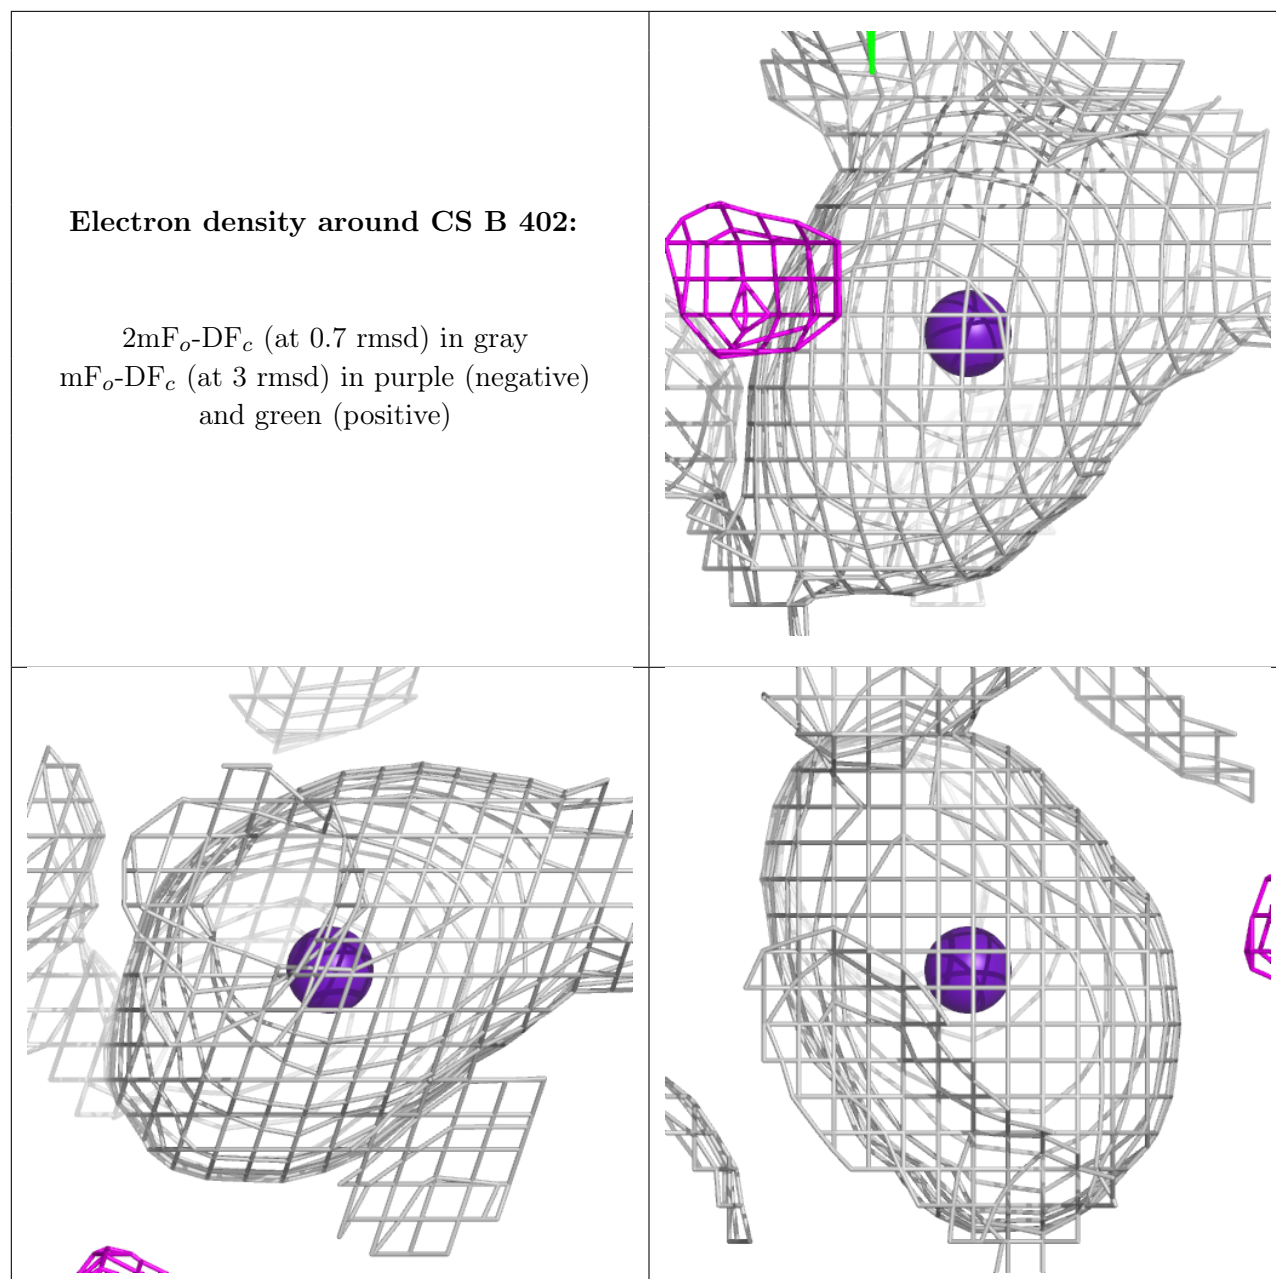 Electron density around CS B 402:
2mFo-DFc (at 0.7 rmsd) in gray
mFo-DFc (at 3 rmsd) in purple (negative)
and green (positive)